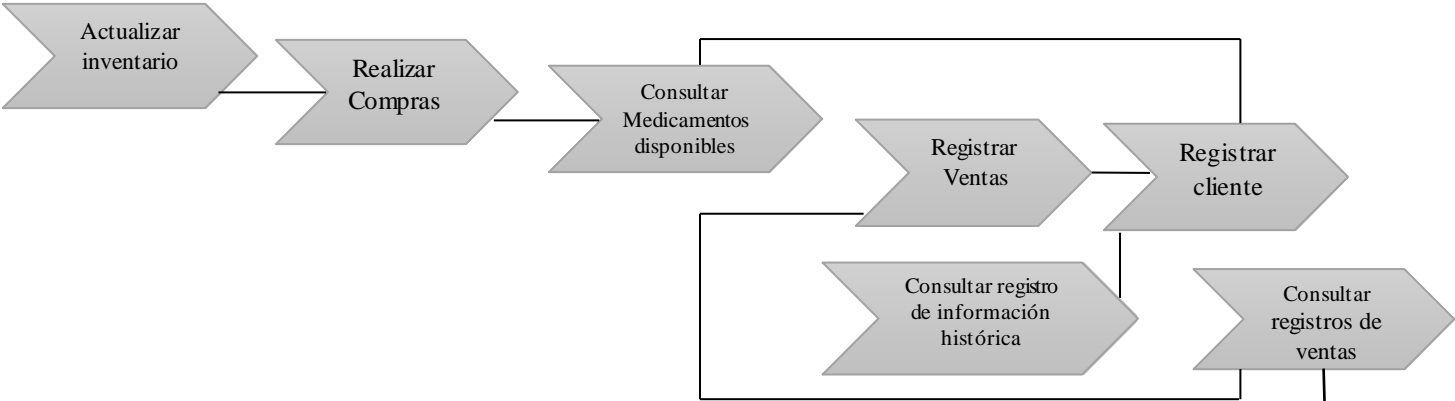 Actualizar
inventario
Realizar
Compras
Consultar
Medicamentos
disponibles
Registrar
Ventas
Registrar
cliente
Consultar registro
de información
histórica
Consultar
registros de
ventas